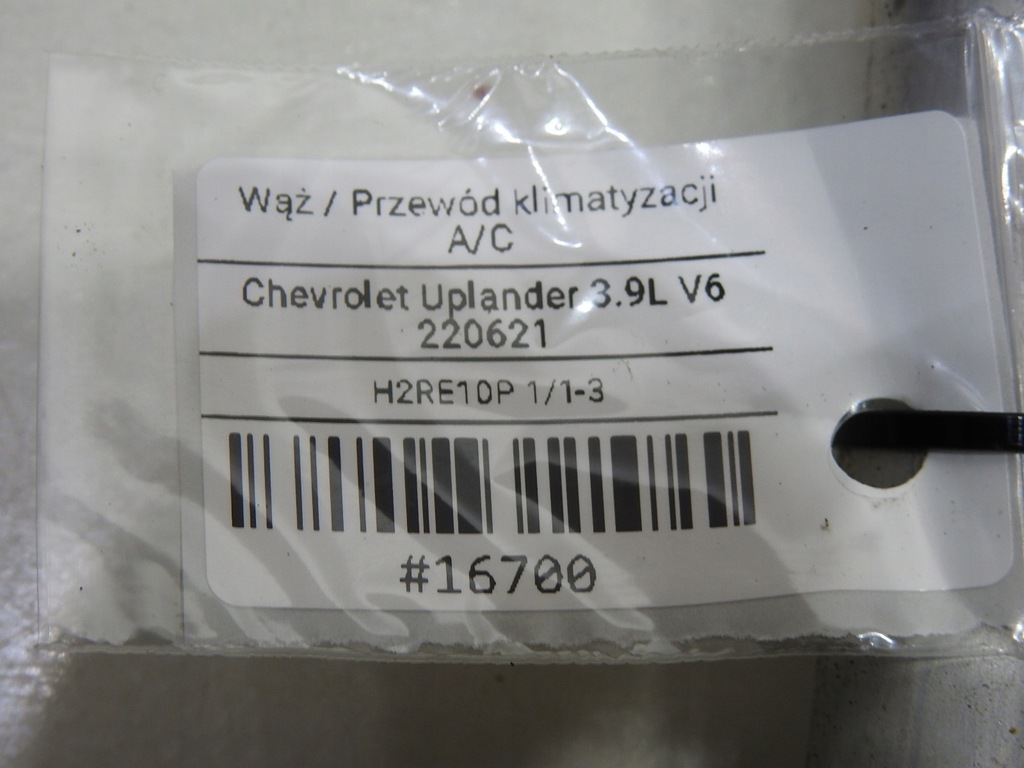 Wąż / Przewód klimatyzacji
A/C
Chevrolet Uplander 3.9L V6
220621
H2RE10P 1/1-3
#16700